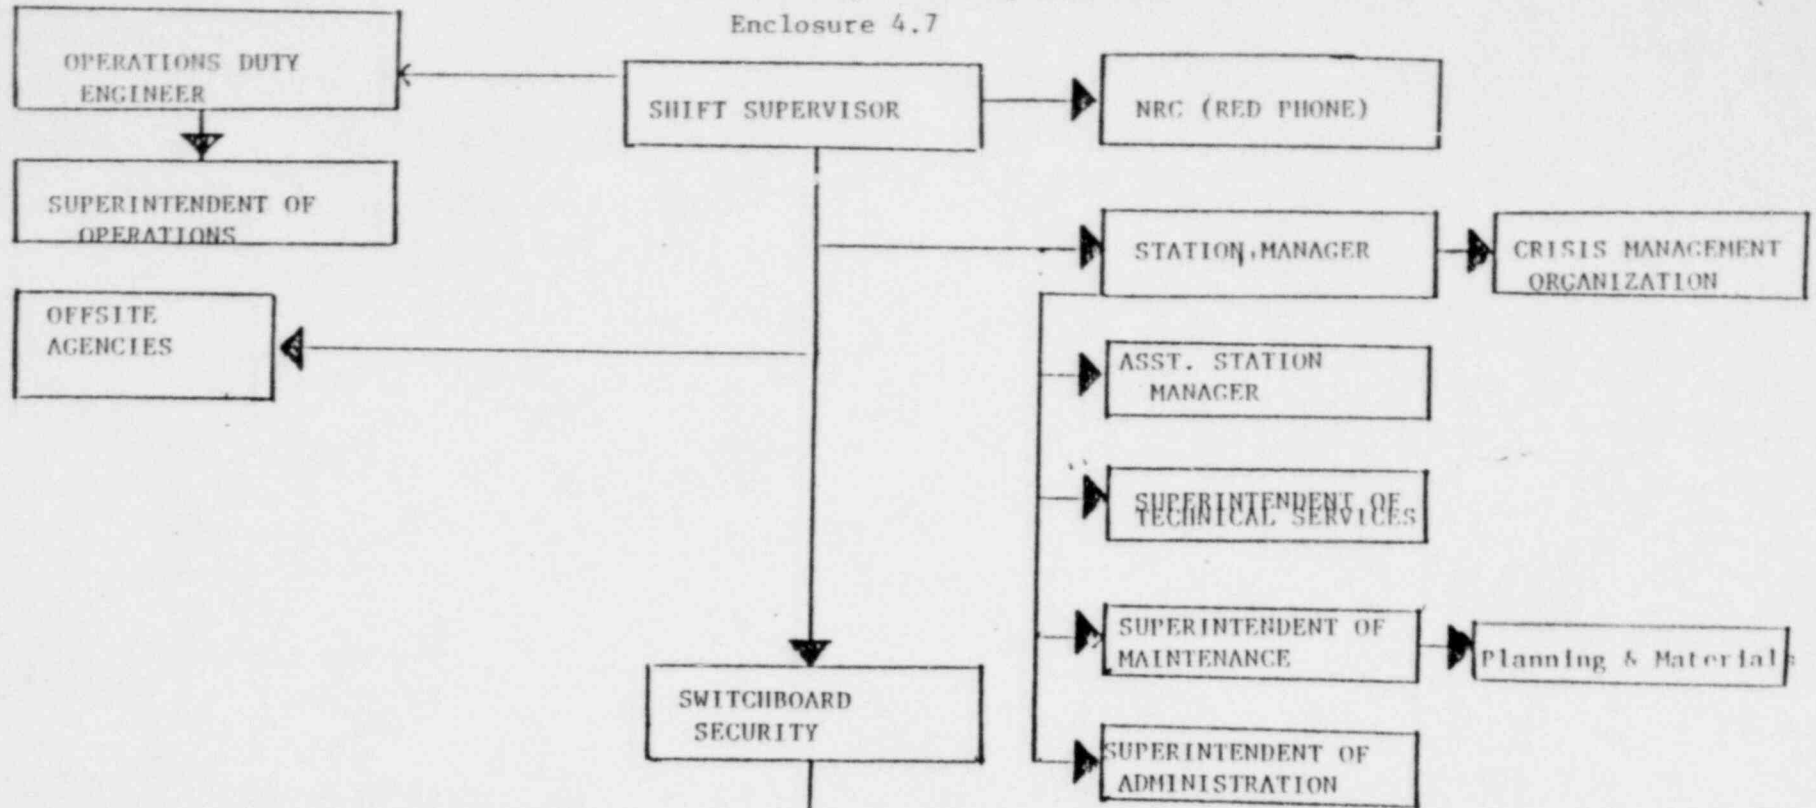 Enclosure 4.7
OPERATIONS DUTY
ENGINEER
SHIFT SUPERVISOR
NRC (RED PHONE)
SUPERINTENDENT OF
OPERATIONS
STATION MANAGER
CRISIS MANAGEMENT
ORGANIZATION
OFFSITE
AGENCIES
ASST. STATION
MANAGER
SUPERINTENDENT OF
TECHNICAL SERVICES
SUPERINTENDENT OF
MAINTENANCE
Planning & Materials
SWITCHBOARD
SECURITY
SUPERINTENDENT OF
ADMINISTRATION